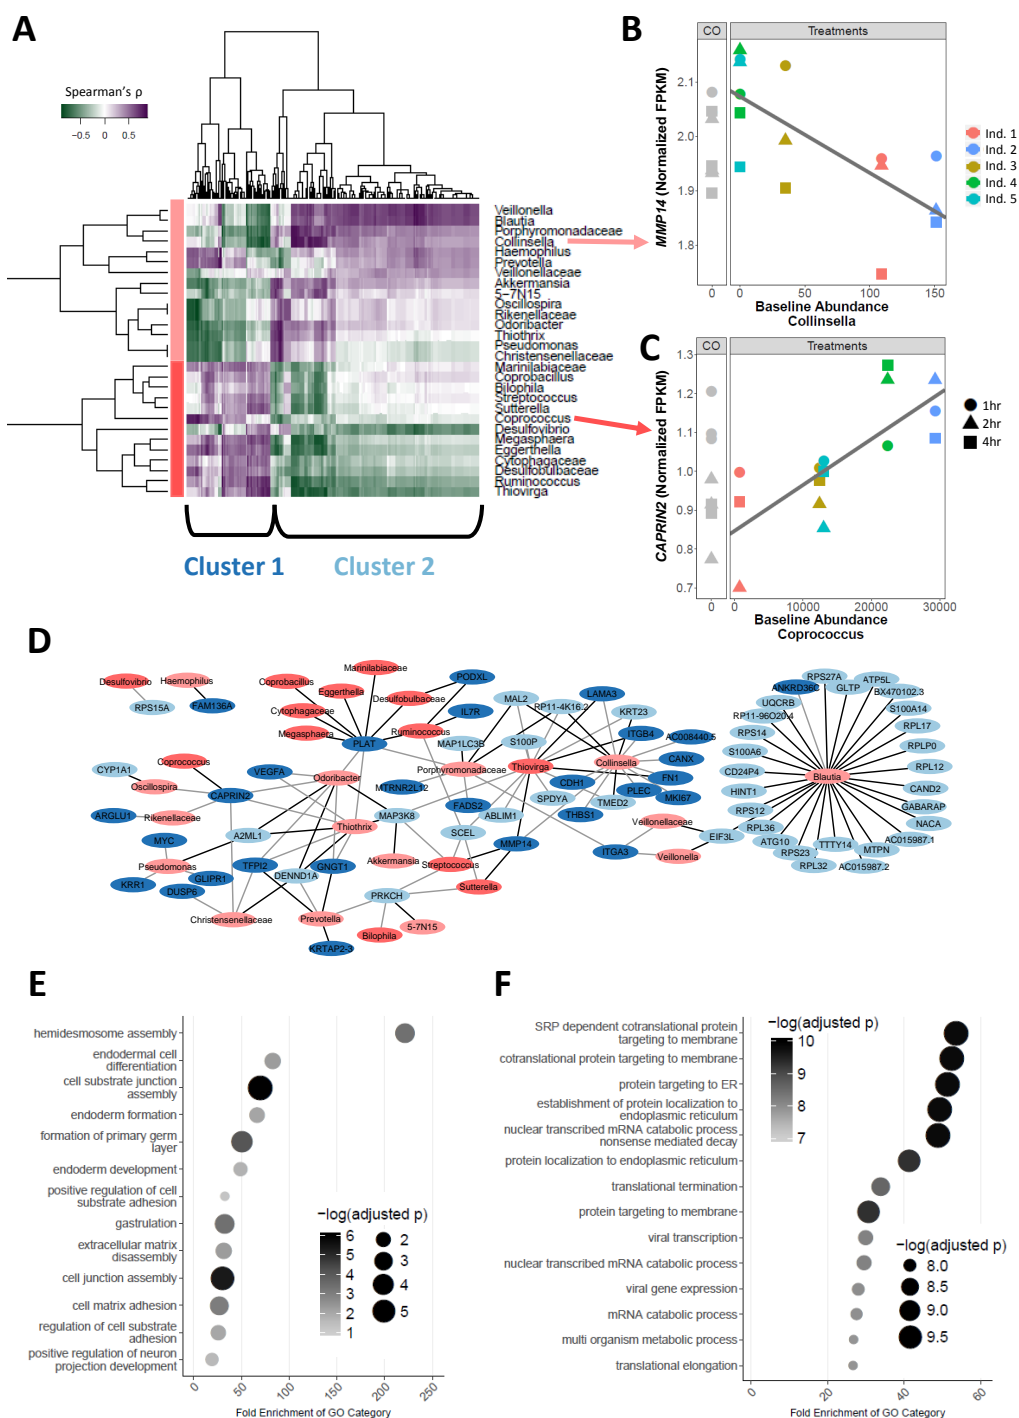 A
Spearman's ρ
−0.5 0 0.5
Veillonella
Blautia
Porphyromonadaceae
Collinsella
Haemophilus
Prevotella
Veillonellaceae
Akkermansia
5−7N15
Oscillospira
Rikenellaceae
Odoribacter
Thiothrix
Pseudomonas
Christensenellaceae
Marinilabiaceae
Coprobacillus
Bilophila
Streptococcus
Sutterella
Coprococcus
Desulfovibrio
Megasphaera
Eggerthella
Cytophagaceae
Desulfobulbaceae
Ruminococcus
Thiovirga
Cluster 1 Cluster 2
B
CO Treatments
MMP14 (Normalized FPKM)
2.1
2.0
1.9
1.8
0 0 50 100 150
Baseline Abundance
Collinsella
Ind. 1
Ind. 2
Ind. 3
Ind. 4
Ind. 5
C
CO Treatments
CAPRIN2 (Normalized FPKM)
1.3
1.2
1.1
1.0
0.9
0.8
0.7
0 0 10000 20000 30000
Baseline Abundance
Coprococcus
1hr
2hr
4hr
D
Desulfovibrio
Haemophilus
RPS15A
FAM136A
Coprobacillus
Marinilabiaceae
Eggerthella
Desulfobulbaceae
Cytophagaceae
Megasphaera
Ruminococcus
PLAT
PODXL
IL7R
MAL2
RP11-4K16.2
LAMA3
KRT23
ITGB4
AC008440.5
MAP1LC3B
S100P
CANX
Porphyromonadaceae
Thiovirga
Collinsella
FN1
MTRNR2L12
CDH1
PLEC
MKI67
SPDYA
TMED2
THBS1
FADS2
ABLIM1
Coprococcus
CYP1A1
Oscillospira
VEGFA
Odoribacter
CAPRIN2
ARGLU1
Rikenellaceae
Thiothrix
MAP3K8
A2ML1
MYC
SCEL
MMP14
Pseudomonas
TFPI2
GNGT1
Akkermansia
Streptococcus
KRR1
GLIPR1
DENND1A
DUSP6
PRKCH
Sutterella
Christensenellaceae
Prevotella
5-7N15
Bilophila
KRTAP2-3
Veillonellaceae
Veillonella
ITGA3
EIF3L
Blautia
RPS27A
ATP5L
ANKRD36C
GLTP
BX470102.3
UQCRB
S100A14
RP11-96O20.4
RPL17
RPS14
RPLP0
S100A6
RPL12
CD24P4
CAND2
HINT1
GABARAP
RPS12
NACA
RPL36
AC015987.1
ATG10
TTTY14
MTPN
RPS23
RPL32
AC015987.2
E
hemidesmosome assembly
endodermal cell
differentiation
cell substrate junction
assembly
endoderm formation
formation of primary germ
layer
endoderm development
positive regulation of cell
substrate adhesion
gastrulation
extracellular matrix
disassembly
cell junction assembly
cell matrix adhesion
regulation of cell substrate
adhesion
positive regulation of neuron
projection development
−log(adjusted p)
6
5
4
3
2
1
2
3
4
5
0 50 100 150 200 250
Fold Enrichment of GO Category
F
SRP dependent cotranslational protein
targeting to membrane
cotranslational protein targeting to membrane
protein targeting to ER
establishment of protein localization to
endoplasmic reticulum
nuclear transcribed mRNA catabolic process
nonsense mediated decay
protein localization to endoplasmic reticulum
translational termination
protein targeting to membrane
viral transcription
nuclear transcribed mRNA catabolic process
viral gene expression
mRNA catabolic process
multi organism metabolic process
translational elongation
−log(adjusted p)
10
9
8
7
−log(adjusted p)
8.0
8.5
9.0
9.5
0 20 40 60
Fold Enrichment of GO Category